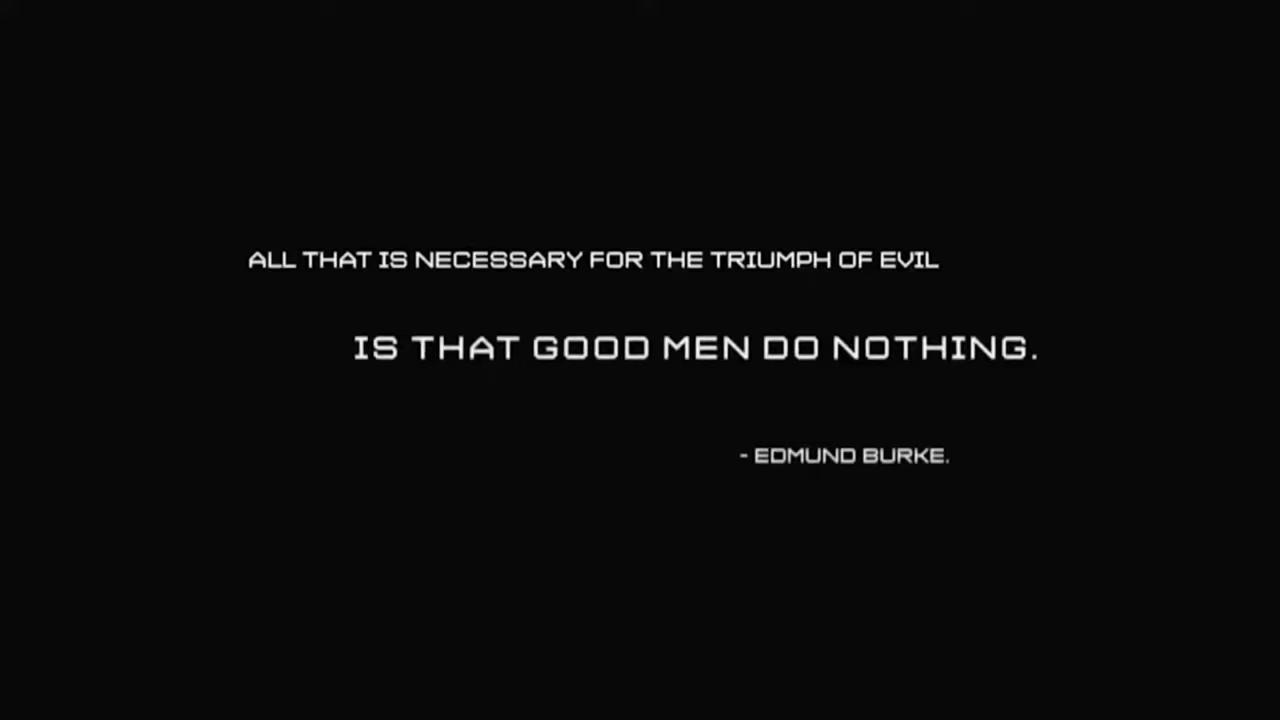 ALL THAT IS NECESSARY FOR THE TRIUMPH OF EVIL
IS THAT GOOD MEN DO NOTHING.
- EDMUND BURKE.